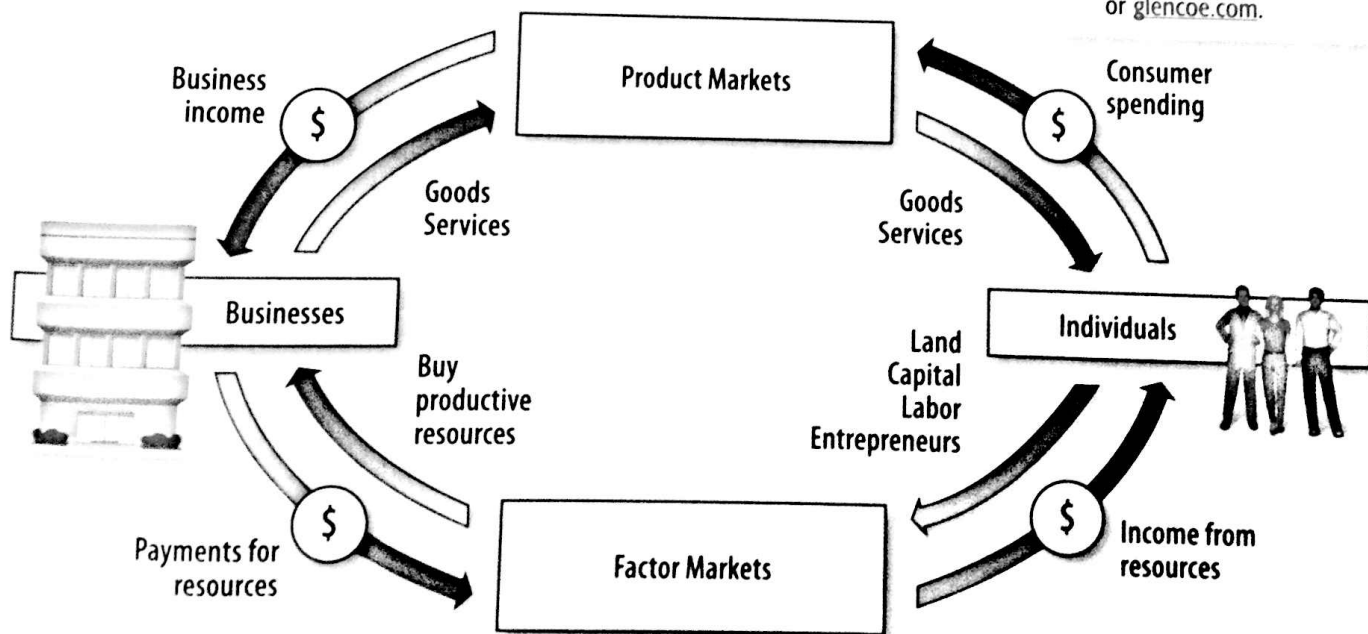 or glencoe.com.
Product Markets
Business
income
$
Consumer
spending
$
Goods
Services
Goods
Services
Businesses
Individuals
Buy
productive
resources
Land
Capital
Labor
Entrepreneurs
$
Payments for
resources
Factor Markets
$
Income from
resources